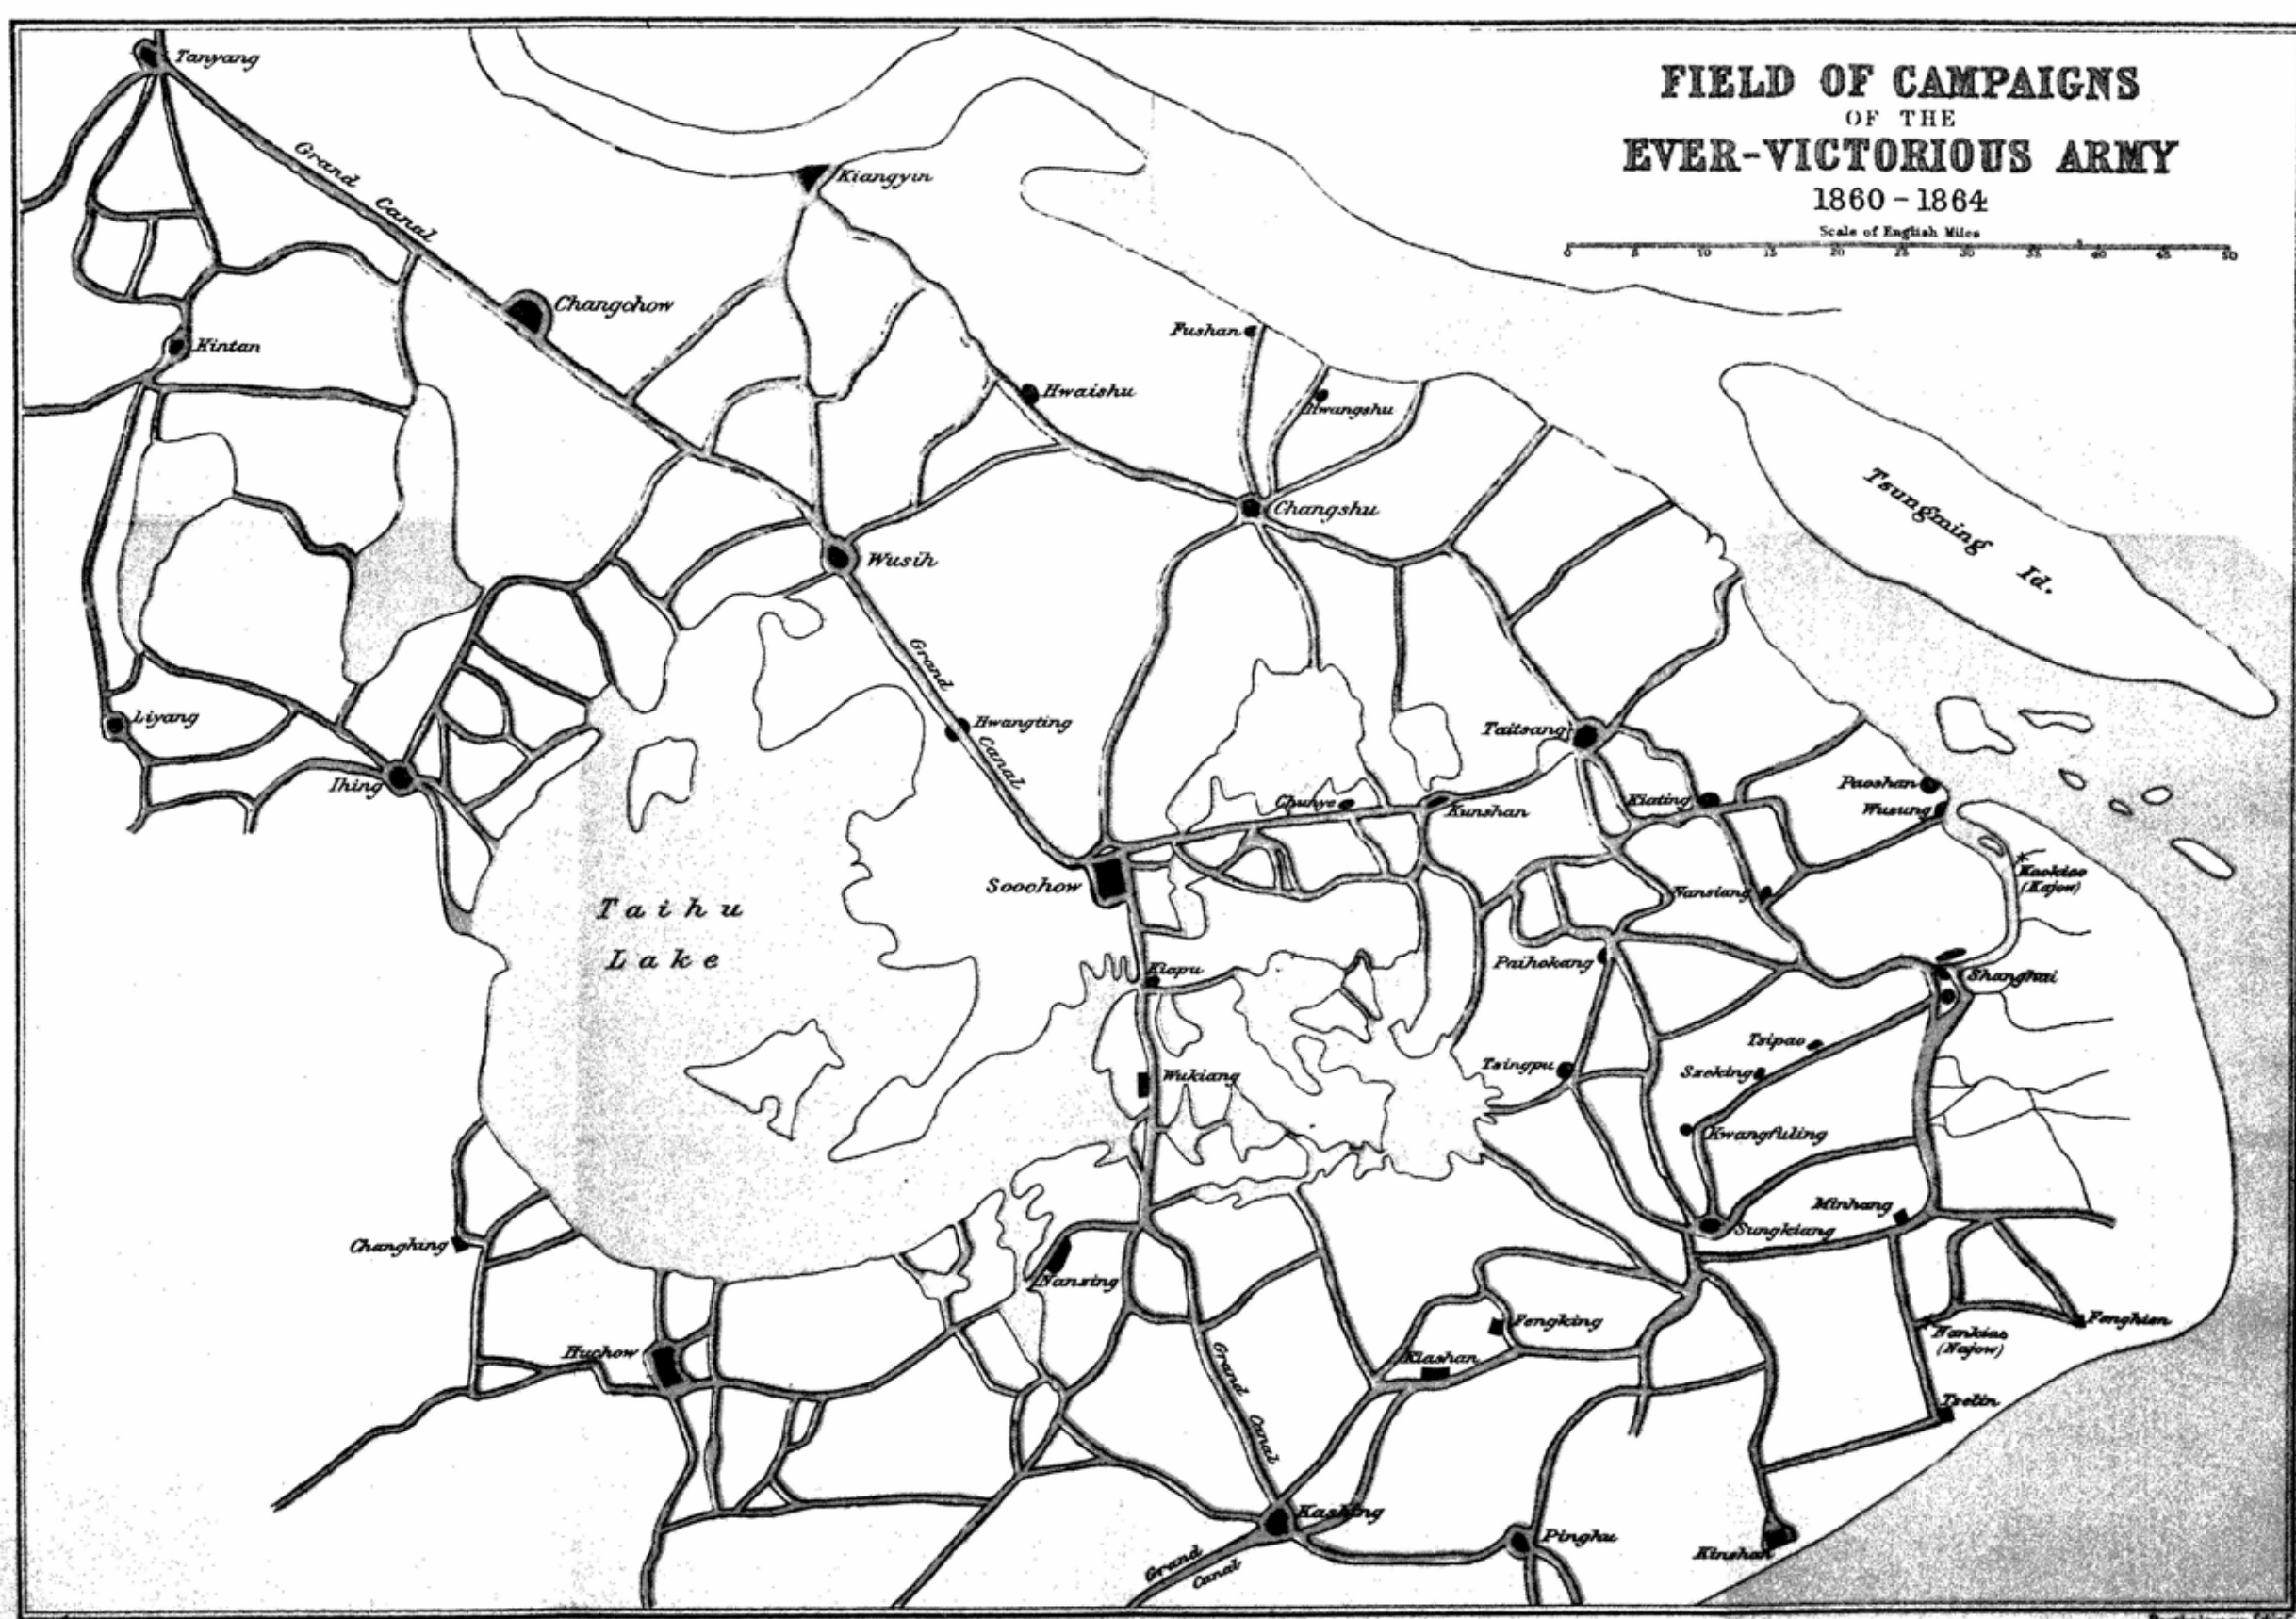 FIELD OF CAMPAIGNS
OF THE
EVER-VICTORIOUS ARMY
1860 - 1864
Scale of English Miles
0 5 10 15 20 25 30 35 40 45 50
Tanyang
Grand Canal
Kiangyin
Changchow
Kintan
Fushan
Hwaishu
Hwangshu
Changshu
Tsungming Id.
Wusih
Grand Canal
Liyang
Hwangting
Taitsang
Ihing
Chunye
Kunshan
Kiating
Paoshan
Wusung
Kaokiao
(Kajow)
Soochow
Nansiang
Taihu
Lake
Kiapu
Paihokang
Shanghai
Tsipao
Wukiang
Tsingpu
Szeking
Kwangfuling
Minhang
Sungkiang
Changhing
Nanzing
Fengking
Nankiao
(Najow)
Fenghien
Huchow
Kiashan
Grand Canal
Tselin
Kashing
Pinghu
Kinshan
Grand
Canal